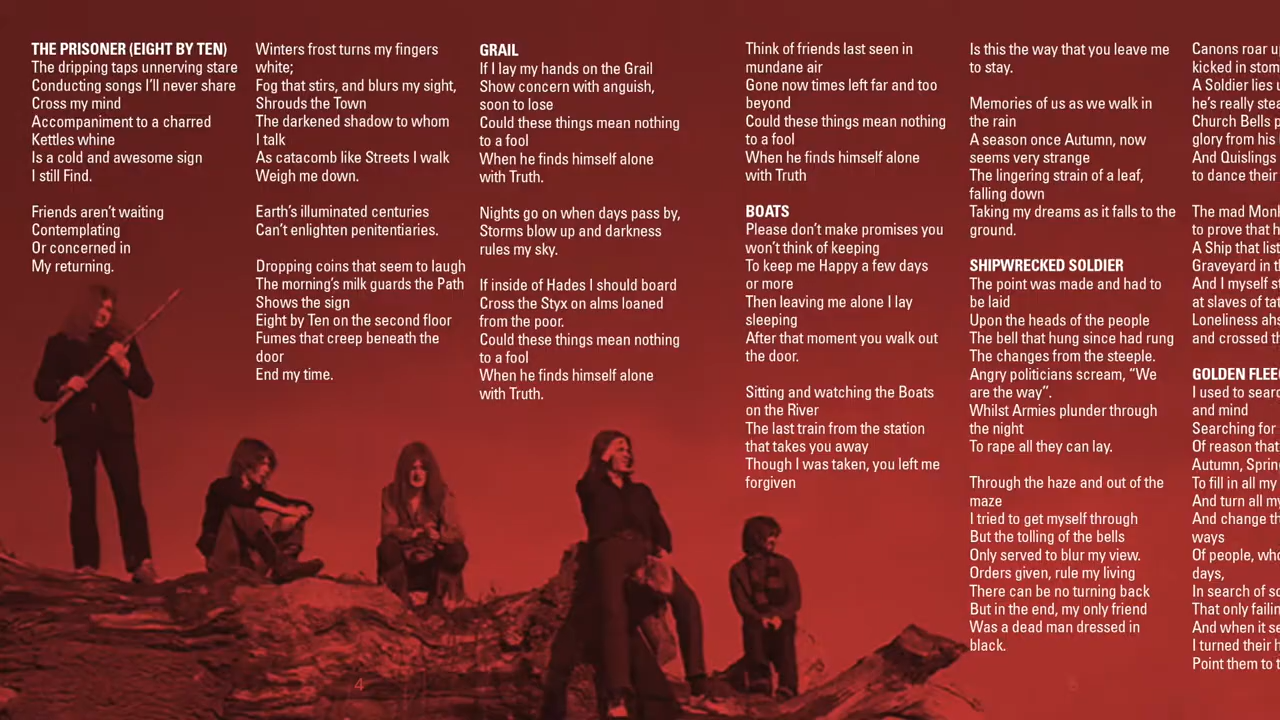 THE PRISONER (EIGHT BY TEN)
The dripping taps unnerving stare
Conducting songs I'll never share
Cross my mind
Accompaniment to a charred
Kettles whine
Is a cold and awesome sign
I still Find.
Friends aren't waiting
Contemplating
Or concerned in
My returning.
Winters frost turns my fingers
white;
Fog that stirs, and blurs my sight,
Shrouds the Town
The darkened shadow to whom
I talk
As catacomb like Streets I walk
Weigh me down.
Earth's illuminated centuries
Can't enlighten penitentiaries.
Dropping coins that seem to laugh
The morning's milk guards the Path
Shows the sign
Eight by Ten on the second floor
Fumes that creep beneath the
door
End my time.
GRAIL
If I lay my hands on the Grail
Show concern with anguish,
soon to lose
Could these things mean nothing
to a fool
When he finds himself alone
with Truth.
Nights go on when days pass by,
Storms blow up and darkness
rules my sky.
If inside of Hades I should board
Cross the Styx on alms loaned
from the poor.
Could these things mean nothing
to a fool
When he finds himself alone
with Truth.
4
Think of friends last seen in
mundane air
Gone now times left far and too
beyond
Could these things mean nothing
to a fool
When he finds himself alone
with Truth
BOATS
Please don't make promises you
won't think of keeping
To keep me Happy a few days
or more
Then leaving me alone I lay
sleeping
After that moment you walk out
the door.
Sitting and watching the Boats
on the River
The last train from the station
that takes you away
Though I was taken, you left me
forgiven
Is this the way that you leave me
to stay.
Memories of us as we walk in
the rain
A season once Autumn, now
seems very strange
The lingering strain of a leaf,
falling down
Taking my dreams as it falls to the
ground.
SHIPWRECKED SOLDIER
The point was made and had to
be laid
Upon the heads of the people
The bell that hung since had rung
The changes from the steeple.
Angry politicians scream, "We
are the way".
Whilst Armies plunder through
the night
To rape all they can lay.
Through the haze and out of the
maze
I tried to get myself through
But the tolling of the bells
Only served to blur my view.
Orders given, rule my living
There can be no turning back
But in the end, my only friend
Was a dead man dressed in
black.
Canons roar
kicked in
A Soldier lies
he's really
Church Bells
glory from his
And Quislings
to dance their
The mad
to prove that
A Ship that
Graveyard in
And I myself
at slaves of
Loneliness
and crossed
GOLDEN
I used to
and mind
Searching for
Of reason that
Autumn,
To fill in all my
And turn all my
And change
ways
Of people,
days,
In search of
That only
And when it
I turned their
Point them to